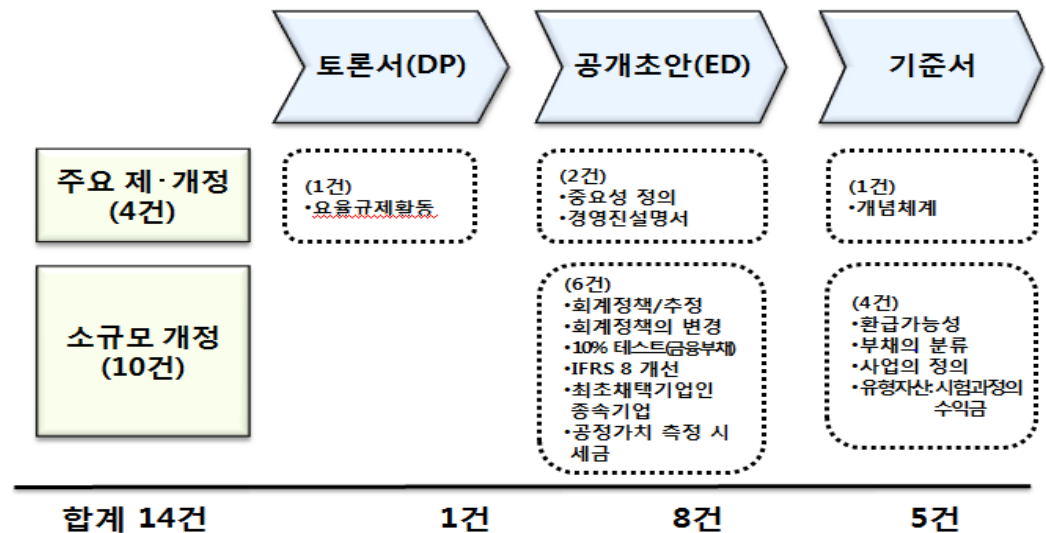 토론서(DP)
공개초안(ED)
기준서
주요 제·개정
(4건)
(1건)
•요율규제활동
(2건)
•중요성 정의
•경영진설명서
(1건)
•개념체계
소규모 개정
(10건)
(6건)
•회계정책/추정
•회계정책의 변경
•10% 테스트(금융부채)
•IFRS 8 개선
•최초채택기업인
종속기업
•공정가치 측정 시
세금
(4건)
•환급가능성
•부채의 분류
•사업의 정의
•유형자산:시험과정의
수익금
합계 14건
1건
8건
5건